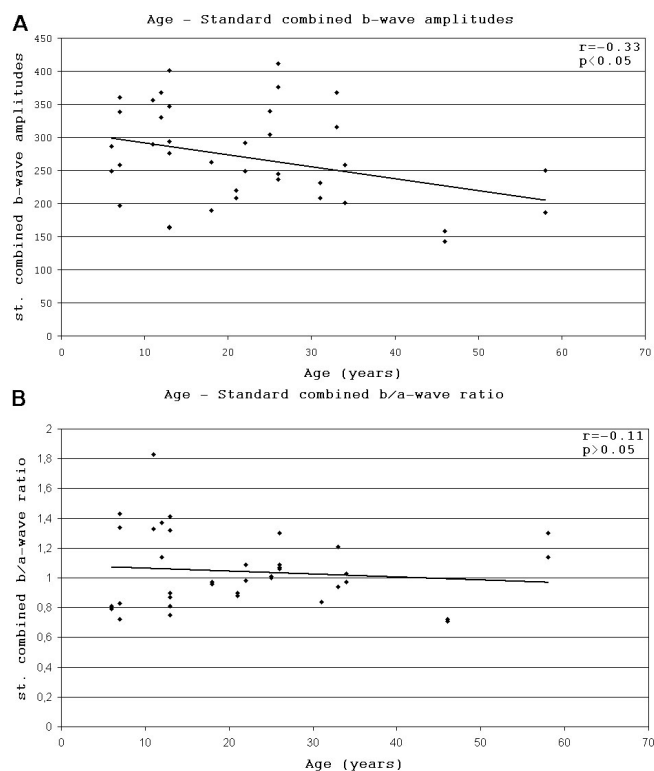 A
Age – Standard combined b-wave amplitudes
r=-0.33
p<0.05
st. combined b-wave amplitudes
450
400
350
300
250
200
150
100
50
0
0 10 20 30 40 50 60 70
Age (years)
B
Age – Standard combined b/a-wave ratio
r=-0.11
p>0.05
st. combined b/a-wave ratio
2
1,8
1,6
1,4
1,2
1
0,8
0,6
0,4
0,2
0
0 10 20 30 40 50 60 70
Age (years)